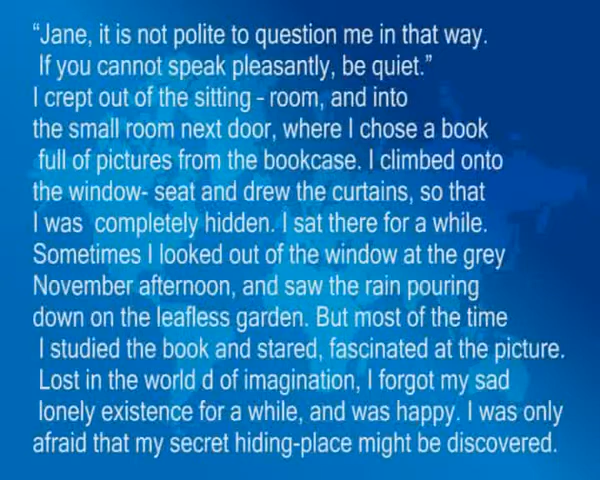 “Jane, it is not polite to question me in that way.
If you cannot speak pleasantly, be quiet.”
I crept out of the sitting - room, and into
the small room next door, where I chose a book
full of pictures from the bookcase. I climbed onto
the window- seat and drew the curtains, so that
I was completely hidden. I sat there for a while.
Sometimes I looked out of the window at the grey
November afternoon, and saw the rain pouring
down on the leafless garden. But most of the time
I studied the book and stared, fascinated at the picture.
Lost in the world d of imagination, I forgot my sad
lonely existence for a while, and was happy. I was only
afraid that my secret hiding-place might be discovered.